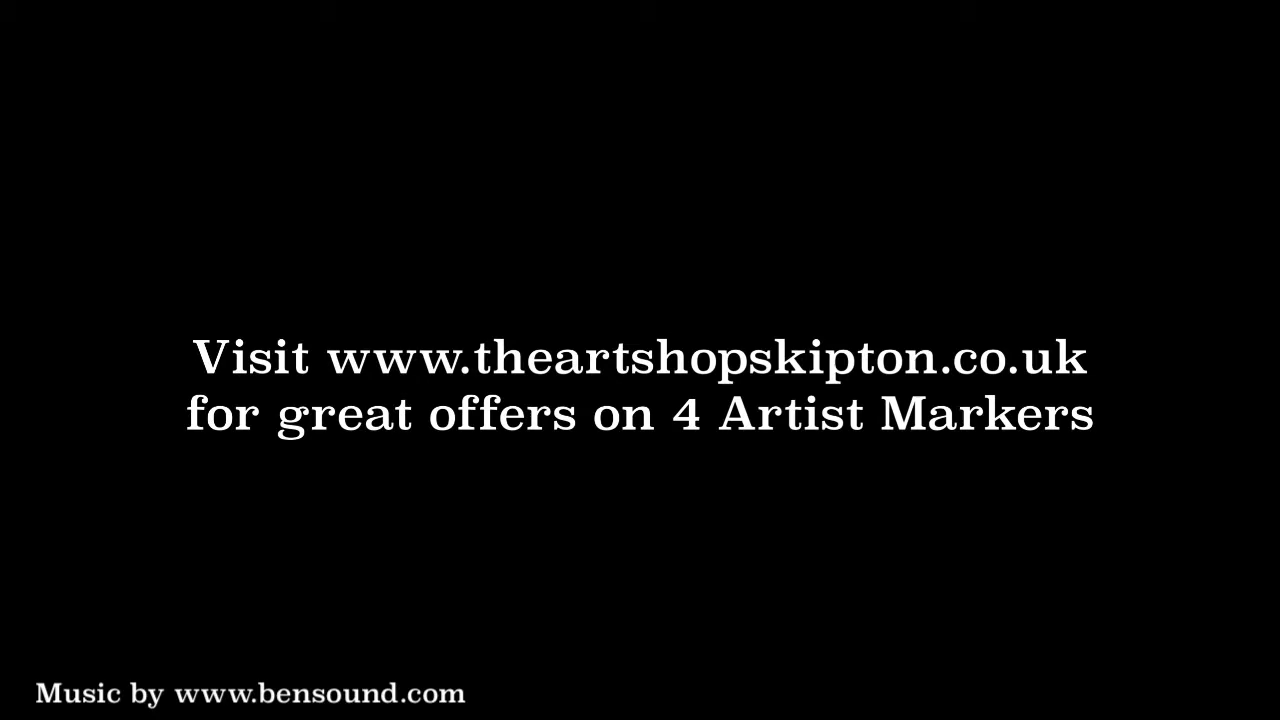 Visit www.theartshopskipton.co.uk
for great offers on 4 Artist Markers
Music by www.bensound.com